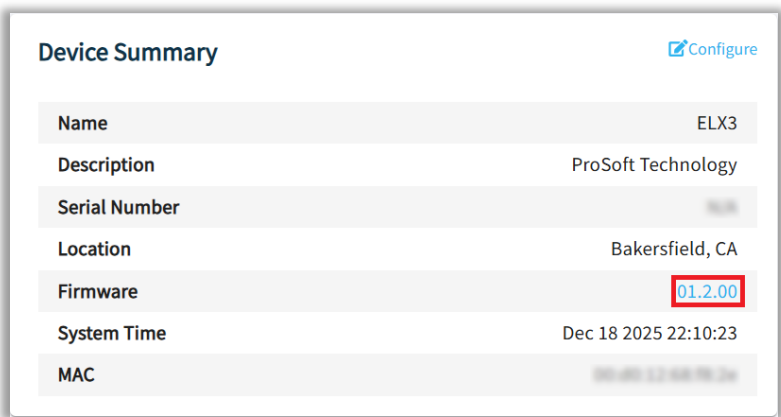 Device Summary
Configure
Name ELX3
Description ProSoft Technology
Serial Number
Location Bakersfield, CA
Firmware 01.2.00
System Time Dec 18 2025 22:10:23
MAC